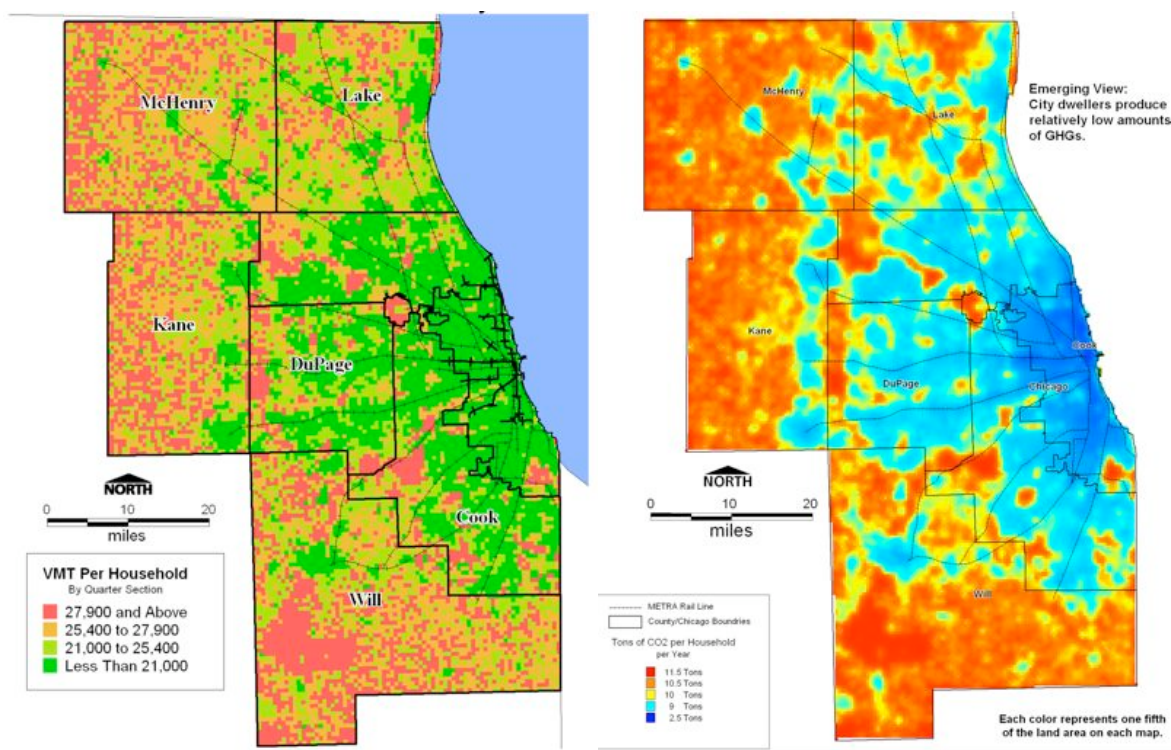 McHenry
Lake
Kane
DuPage
Cook
Will
NORTH
0 10 20
miles
VMT Per Household
By Quarter Section
27,900 and Above
25,400 to 27,900
21,000 to 25,400
Less Than 21,000
McHenry
Lake
Emerging View:
City dwellers produce
relatively low amounts
of GHGs.
Kane
Cook
DuPage
Chicago
NORTH
0 10 20
miles
Will
METRA Rail Line
County/Chicago Boundries
Tons of CO2 per Household
per Year
11.5 Tons
10.5 Tons
10 Tons
9 Tons
2.5 Tons
Each color represents one fifth
of the land area on each map.